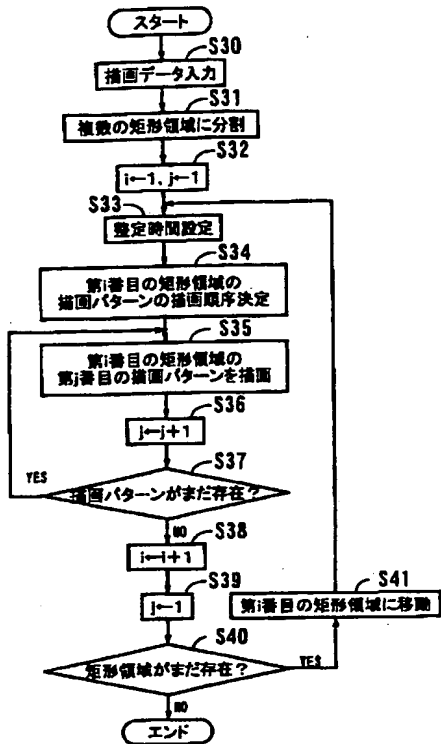 スタート
S30
描画データ入力
S31
複数の矩形領域に分割
S32
i←1, j←1
S33
整定時間設定
S34
第i番目の矩形領域の
描画パターンの描画順序決定
S35
第i番目の矩形領域の
第j番目の描画パターンを描画
S36
j←j+1
S37
YES
描画パターンがまだ存在?
NO
S38
i←i+1
S39
j←1
S41
第i番目の矩形領域に移動
S40
矩形領域がまだ存在?
YES
NO
エンド